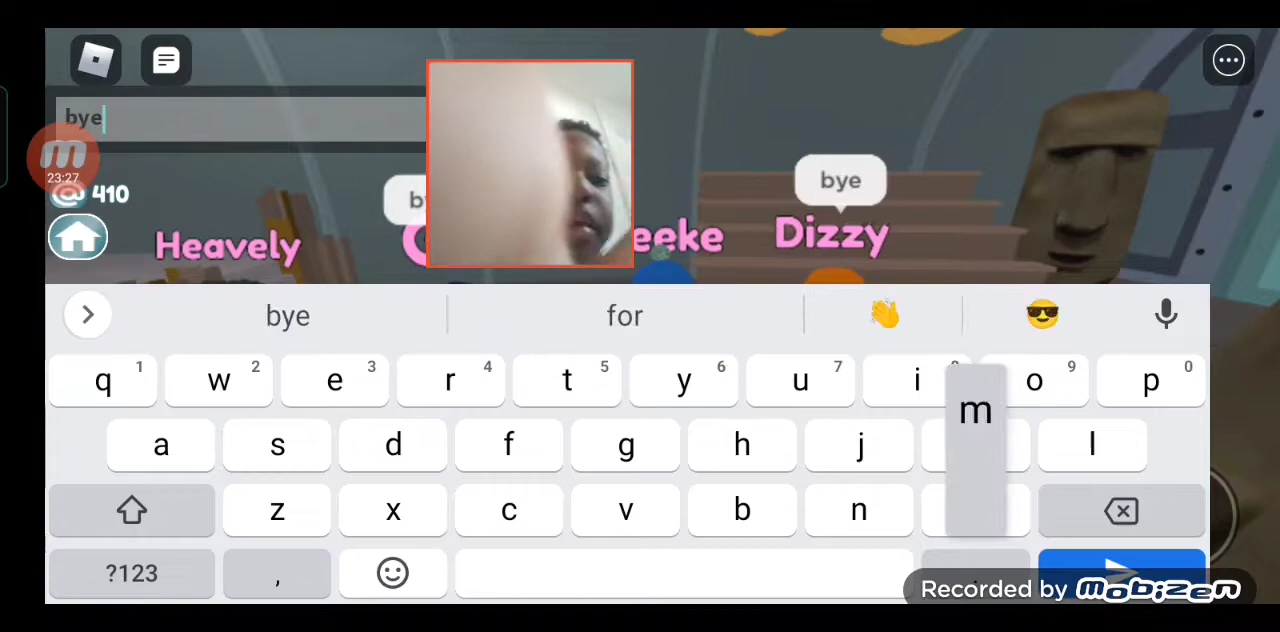 bye
m
23:27
@ 410
bye
Heavely
eeke
Dizzy
bye
for
q 1 w 2 e 3 r 4 t 5 y 6 u 7 i o 9 p 0
a s d f g h j l
m
z x c v b n
?123 ,
Recorded by mobizen